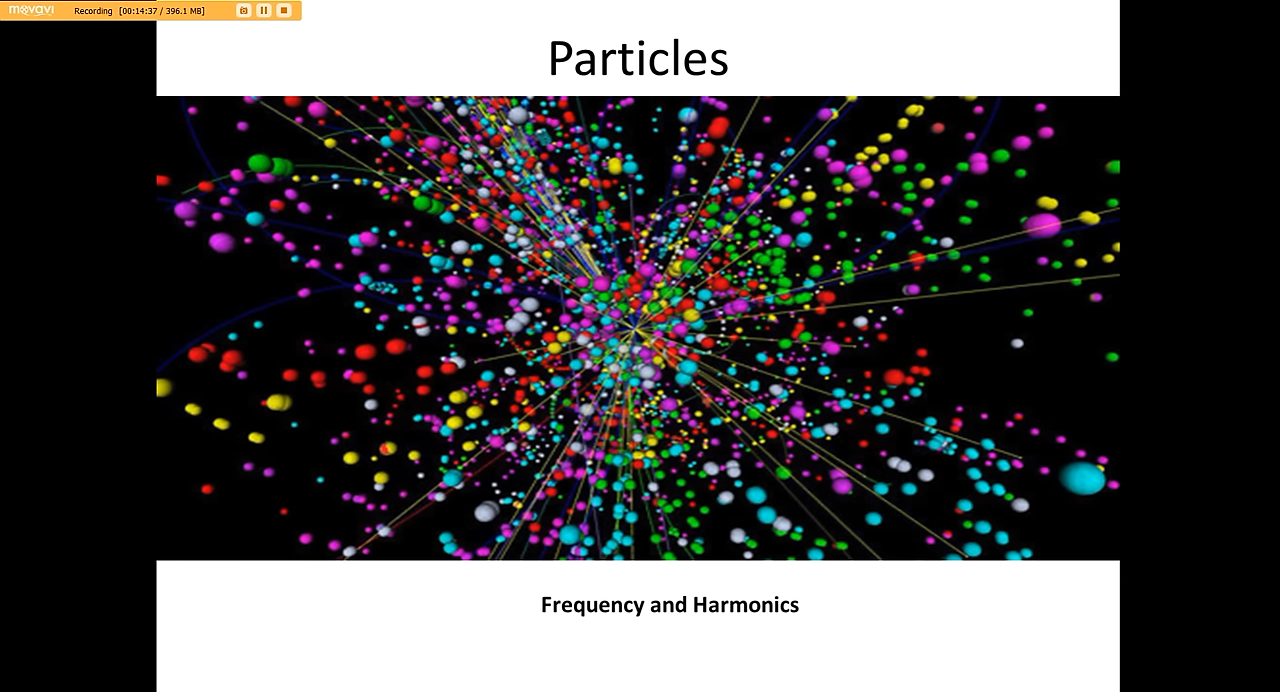 movavi Recording [00:14:37 / 396.1 MB]
Particles
Frequency and Harmonics